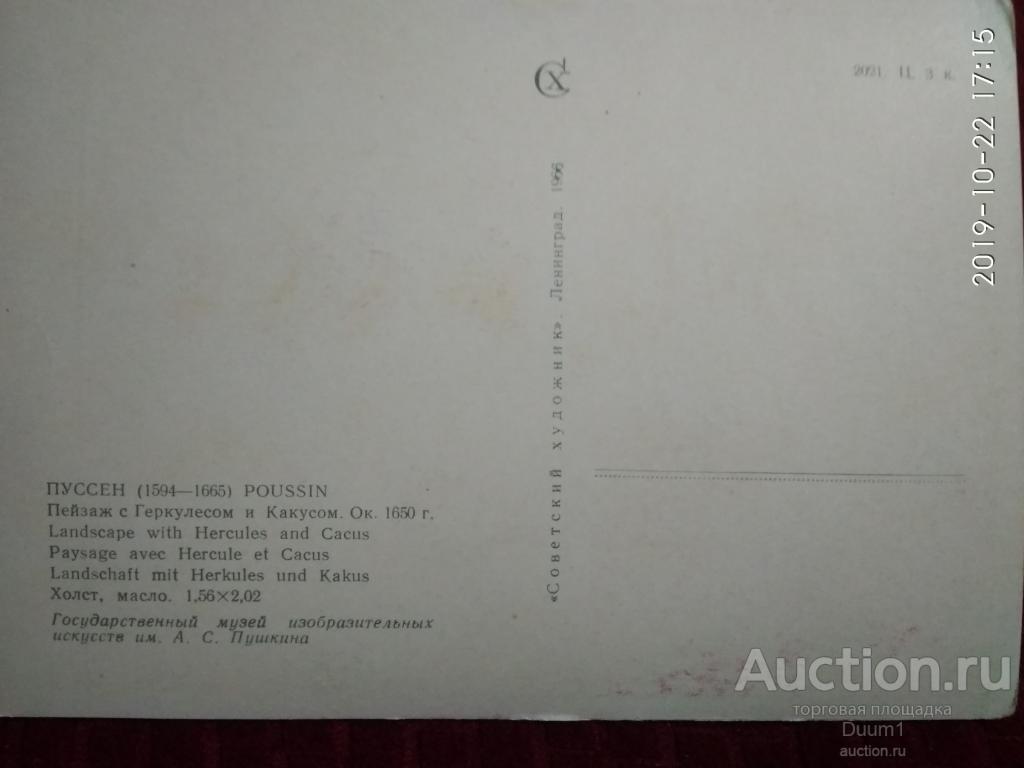 2021. П. 3 к.
«Советский художник». Ленинград. 1966
ПУССЕН (1594—1665) POUSSIN
Пейзаж с Геркулесом и Какусом. Ок. 1650 г.
Landscape with Hercules and Cacus
Paysage avec Hercule et Cacus
Landschaft mit Herkules und Kakus
Холст, масло. 1,56×2,02
Государственный музей изобразительных
искусств им. А. С. Пушкина
2019-10-22 17:15
Auction.ru
торговая площадка
Duum1
auction.ru